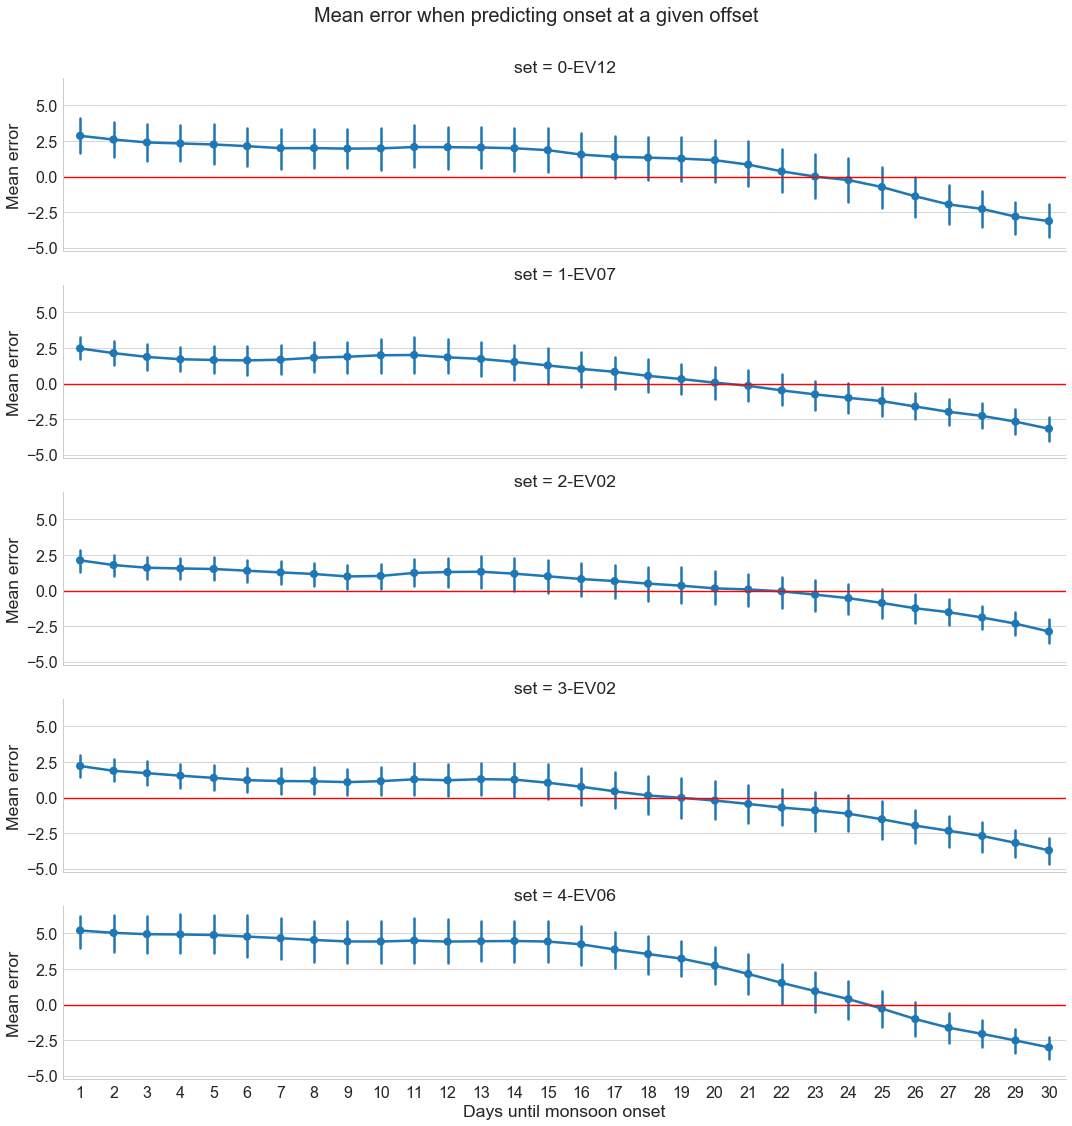 Mean error when predicting onset at a given offset
set = 0-EV12
Mean error
5.0
2.5
0.0
−2.5
−5.0
set = 1-EV07
Mean error
5.0
2.5
0.0
−2.5
−5.0
set = 2-EV02
Mean error
5.0
2.5
0.0
−2.5
−5.0
set = 3-EV02
Mean error
5.0
2.5
0.0
−2.5
−5.0
set = 4-EV06
Mean error
5.0
2.5
0.0
−2.5
−5.0
1 2 3 4 5 6 7 8 9 10 11 12 13 14 15 16 17 18 19 20 21 22 23 24 25 26 27 28 29 30
Days until monsoon onset